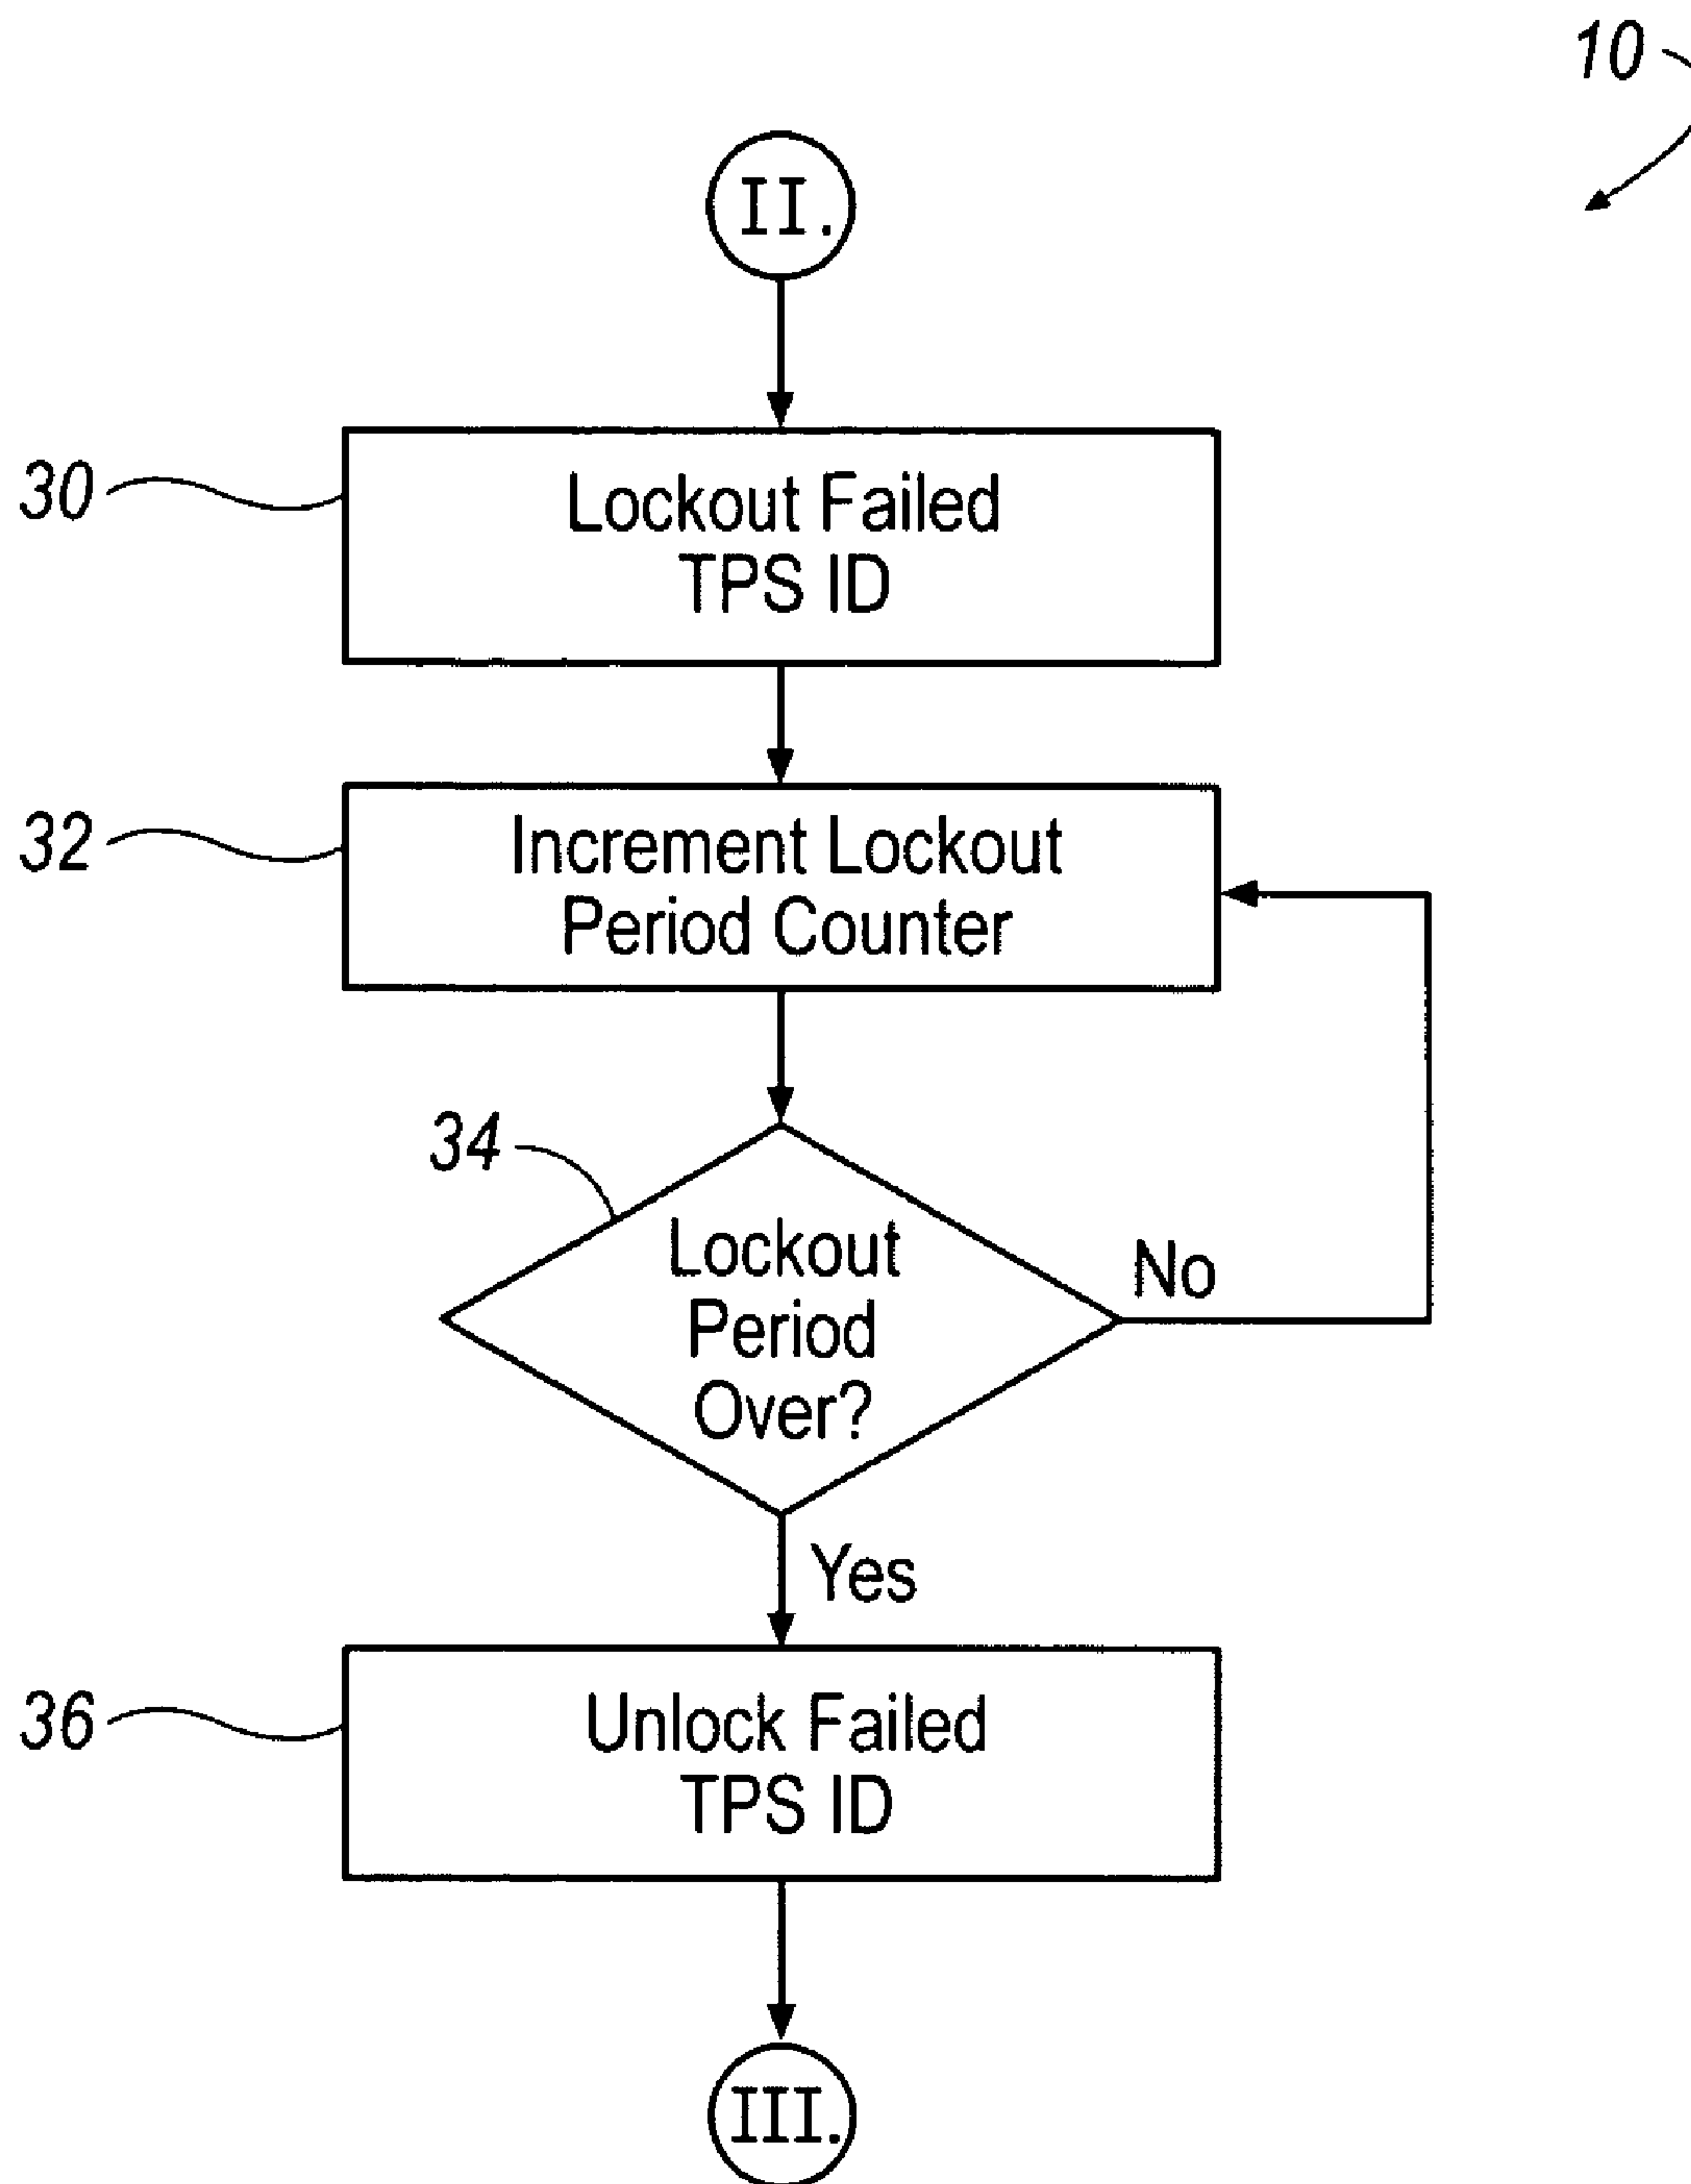 10
II.
30
Lockout Failed
TPS ID
32
Increment Lockout
Period Counter
34
Lockout
Period
Over?
No
Yes
36
Unlock Failed
TPS ID
III.